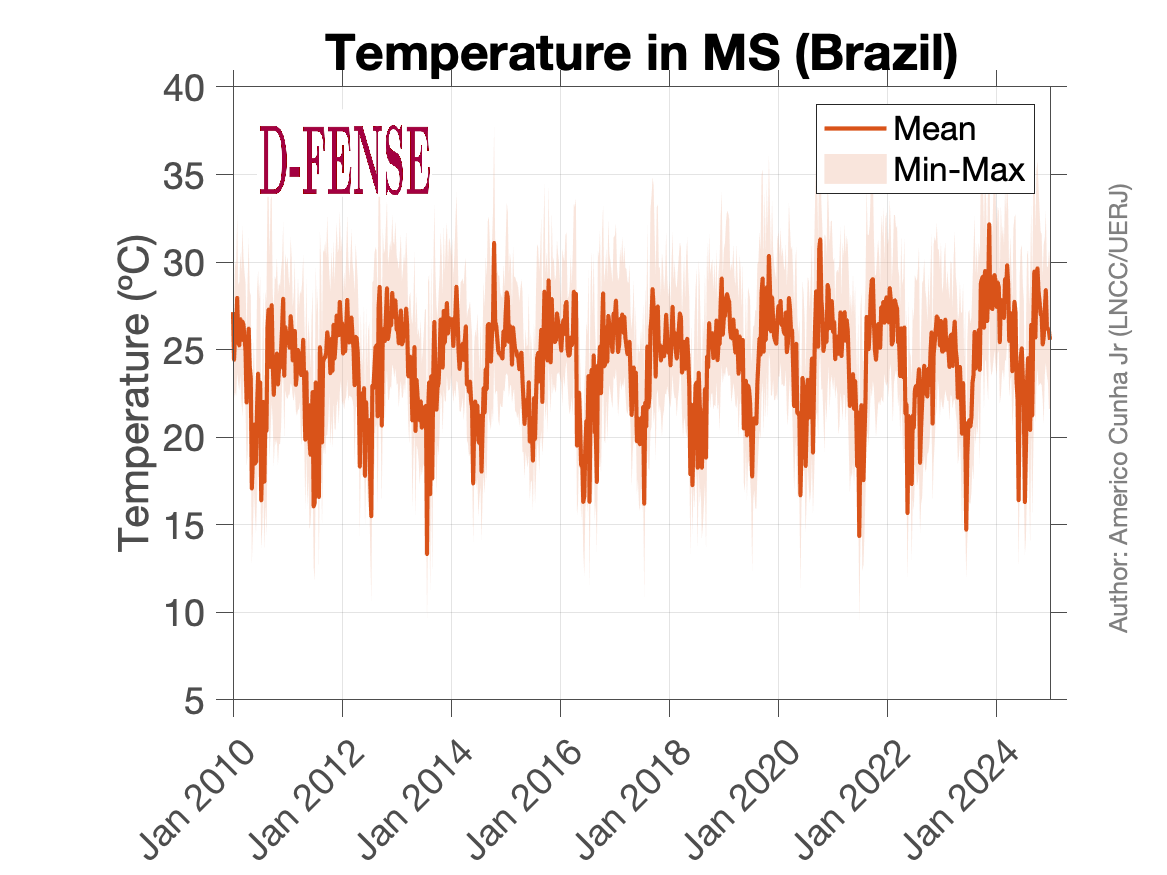 Temperature in MS (Brazil)
D-FENSE
Mean
Min-Max
Temperature (ºC)
40
35
30
25
20
15
10
5
Jan 2010
Jan 2012
Jan 2014
Jan 2016
Jan 2018
Jan 2020
Jan 2022
Jan 2024
Author: Americo Cunha Jr (LNCC/UERJ)